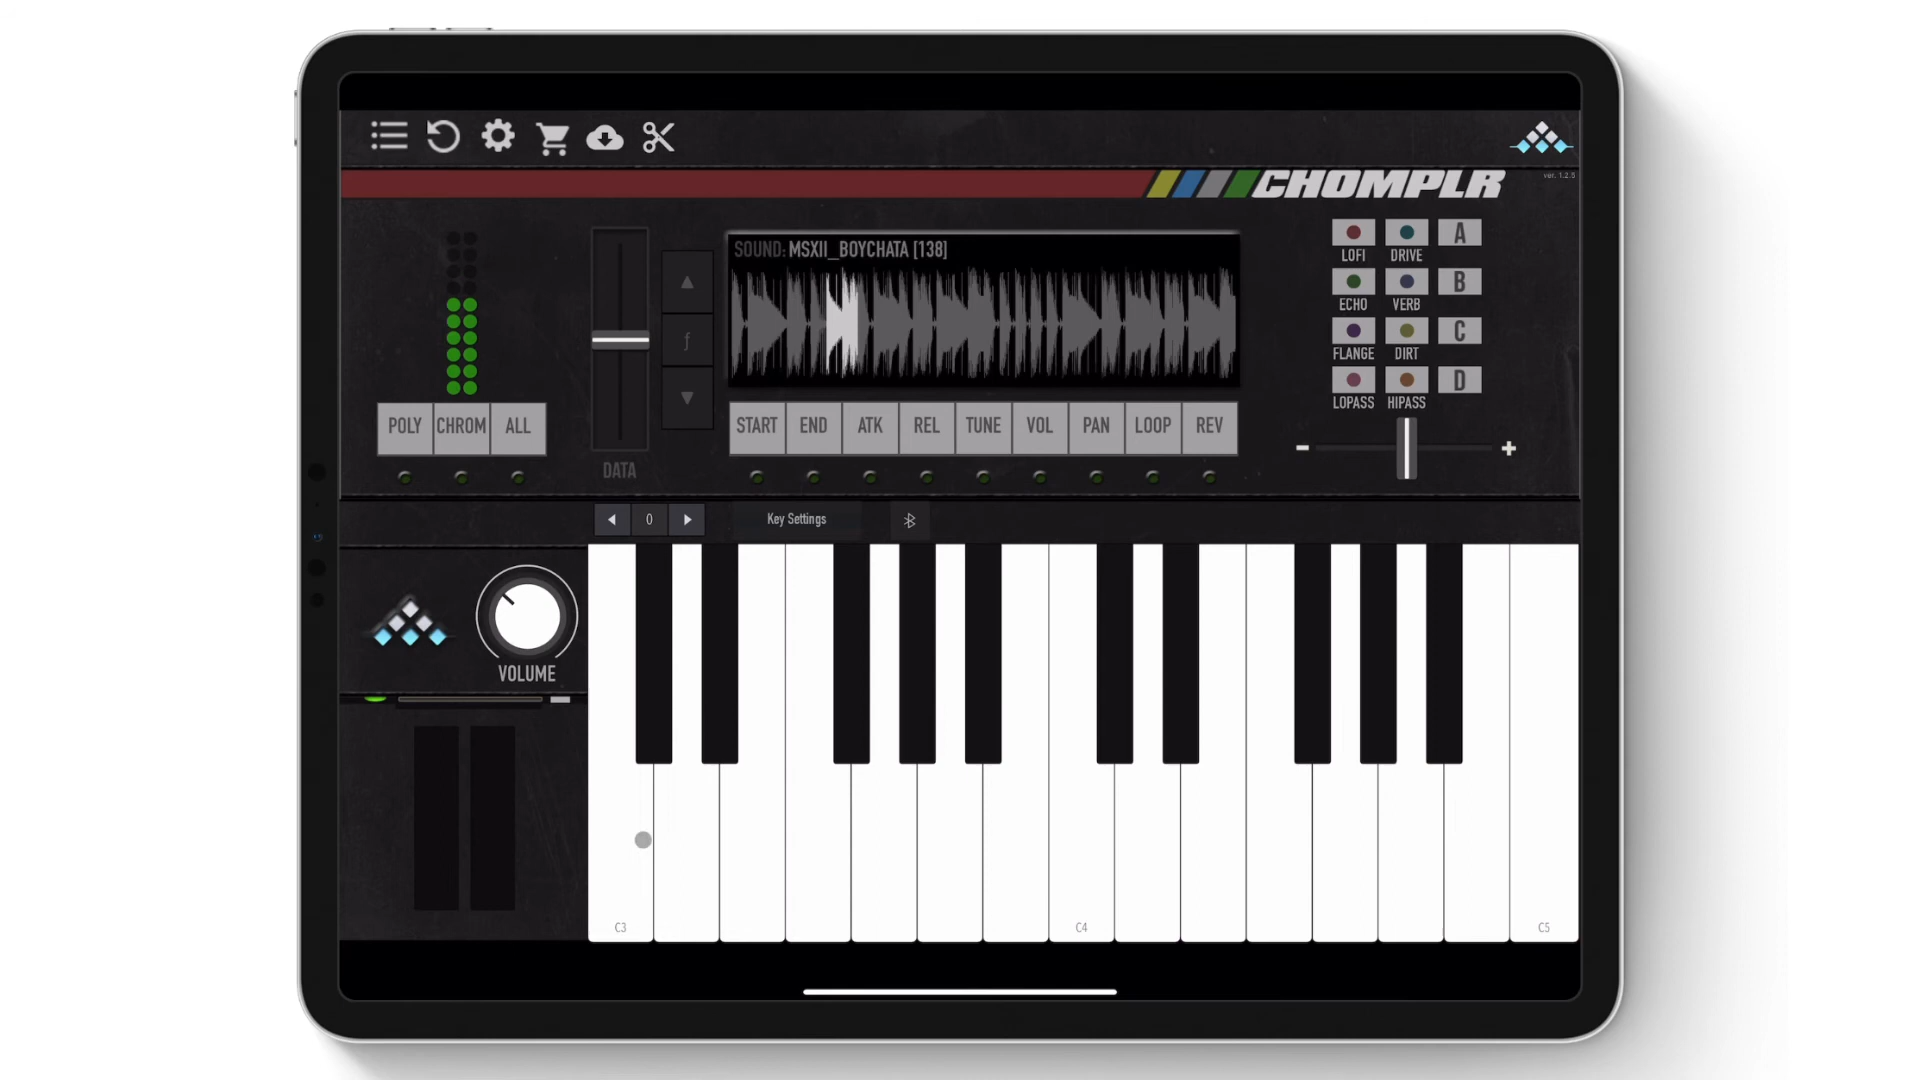 CHOMPLR
ver. 1.2.5
SOUND: MSXII_BOYCHATA [138]
LOFI DRIVE A
ECHO VERB B
FLANGE DIRT C
LOPASS HIPASS D
- +
POLY CHROM ALL
f
DATA
START END ATK REL TUNE VOL PAN LOOP REV
0 Key Settings
VOLUME
C3 C4 C5